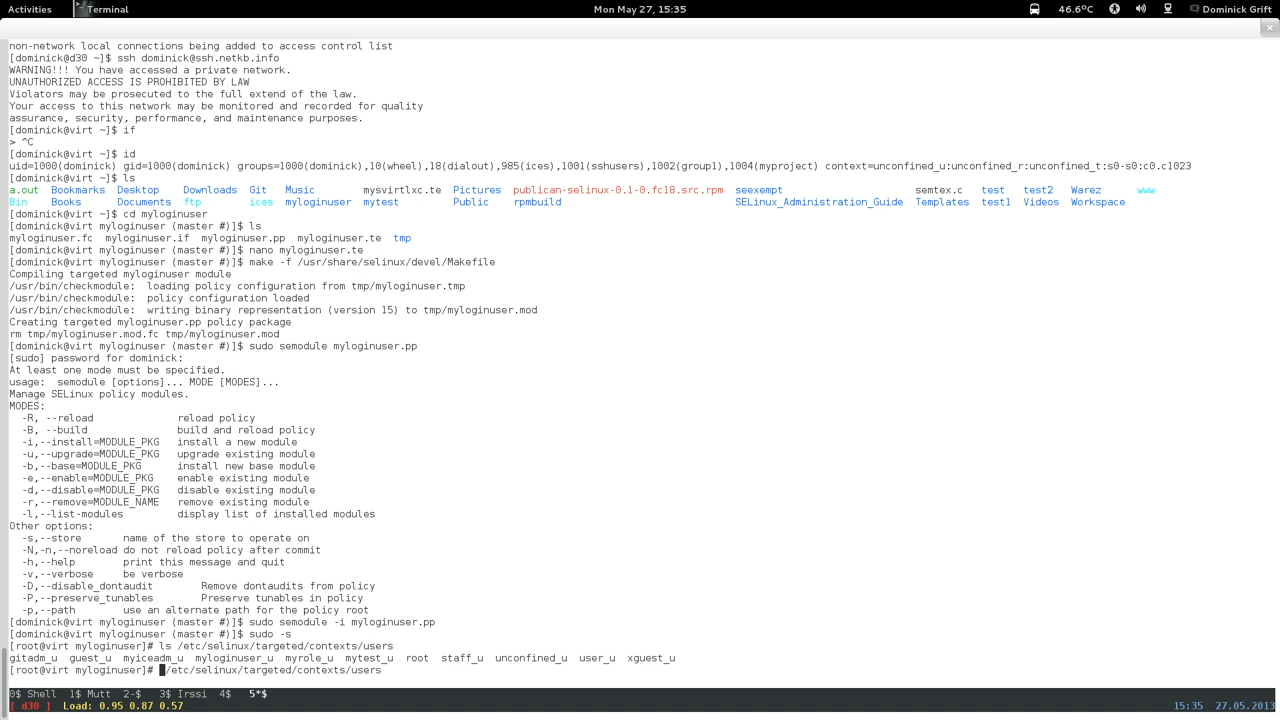 Activities Terminal Mon May 27, 15:35 46.6°C Dominick Grift
non-network local connections being added to access control list
[dominick@d30 ~]$ ssh dominick@ssh.netkb.info
WARNING!!! You have accessed a private network.
UNAUTHORIZED ACCESS IS PROHIBITED BY LAW
Violators may be prosecuted to the full extend of the law.
Your access to this network may be monitored and recorded for quality
assurance, security, performance, and maintenance purposes.
[dominick@virt ~]$ if
> ^C
[dominick@virt ~]$ id
uid=1000(dominick) gid=1000(dominick) groups=1000(dominick),10(wheel),18(dialout),985(ices),1001(sshusers),1002(group1),1004(myproject) context=unconfined_u:unconfined_r:unconfined_t:s0-s0:c0.c1023
[dominick@virt ~]$ ls
a.out Bookmarks Desktop Downloads Git Music mysvirtlxc.te Pictures publican-selinux-0.1-0.fc18.src.rpm seexempt semtex.c test test2 Warez www
Bin Books Documents ftp ices myloginuser mytest Public rpmbuild SELinux_Administration_Guide Templates test1 Videos Workspace
[dominick@virt ~]$ cd myloginuser
[dominick@virt myloginuser (master #)]$ ls
myloginuser.fc myloginuser.if myloginuser.pp myloginuser.te tmp
[dominick@virt myloginuser (master #)]$ nano myloginuser.te
[dominick@virt myloginuser (master #)]$ make -f /usr/share/selinux/devel/Makefile
Compiling targeted myloginuser module
/usr/bin/checkmodule: loading policy configuration from tmp/myloginuser.tmp
/usr/bin/checkmodule: policy configuration loaded
/usr/bin/checkmodule: writing binary representation (version 15) to tmp/myloginuser.mod
Creating targeted myloginuser.pp policy package
rm tmp/myloginuser.mod.fc tmp/myloginuser.mod
[dominick@virt myloginuser (master #)]$ sudo semodule myloginuser.pp
[sudo] password for dominick:
At least one mode must be specified.
usage: semodule [options]... MODE [MODES]...
Manage SELinux policy modules.
MODES:
-R, --reload reload policy
-B, --build build and reload policy
-i,--install=MODULE_PKG install a new module
-u,--upgrade=MODULE_PKG upgrade existing module
-b,--base=MODULE_PKG install new base module
-e,--enable=MODULE_PKG enable existing module
-d,--disable=MODULE_PKG disable existing module
-r,--remove=MODULE_NAME remove existing module
-l,--list-modules display list of installed modules
Other options:
-s,--store name of the store to operate on
-N,-n,--noreload do not reload policy after commit
-h,--help print this message and quit
-v,--verbose be verbose
-D,--disable_dontaudit Remove dontaudits from policy
-P,--preserve_tunables Preserve tunables in policy
-p,--path use an alternate path for the policy root
[dominick@virt myloginuser (master #)]$ sudo semodule -i myloginuser.pp
[dominick@virt myloginuser (master #)]$ sudo -s
[root@virt myloginuser]# ls /etc/selinux/targeted/contexts/users
gitadm_u guest_u myiceadm_u myloginuser_u myrole_u mytest_u root staff_u unconfined_u user_u xguest_u
[root@virt myloginuser]# /etc/selinux/targeted/contexts/users
0$ Shell 1$ Mutt 2-$ 3$ Irssi 4$ 5*$
[ d30 ] Load: 0.95 0.87 0.57 15:35 27.05.2013